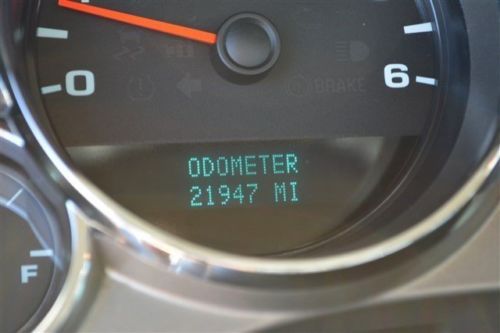 0
6
BRAKE
ODOMETER
21947 MI
F